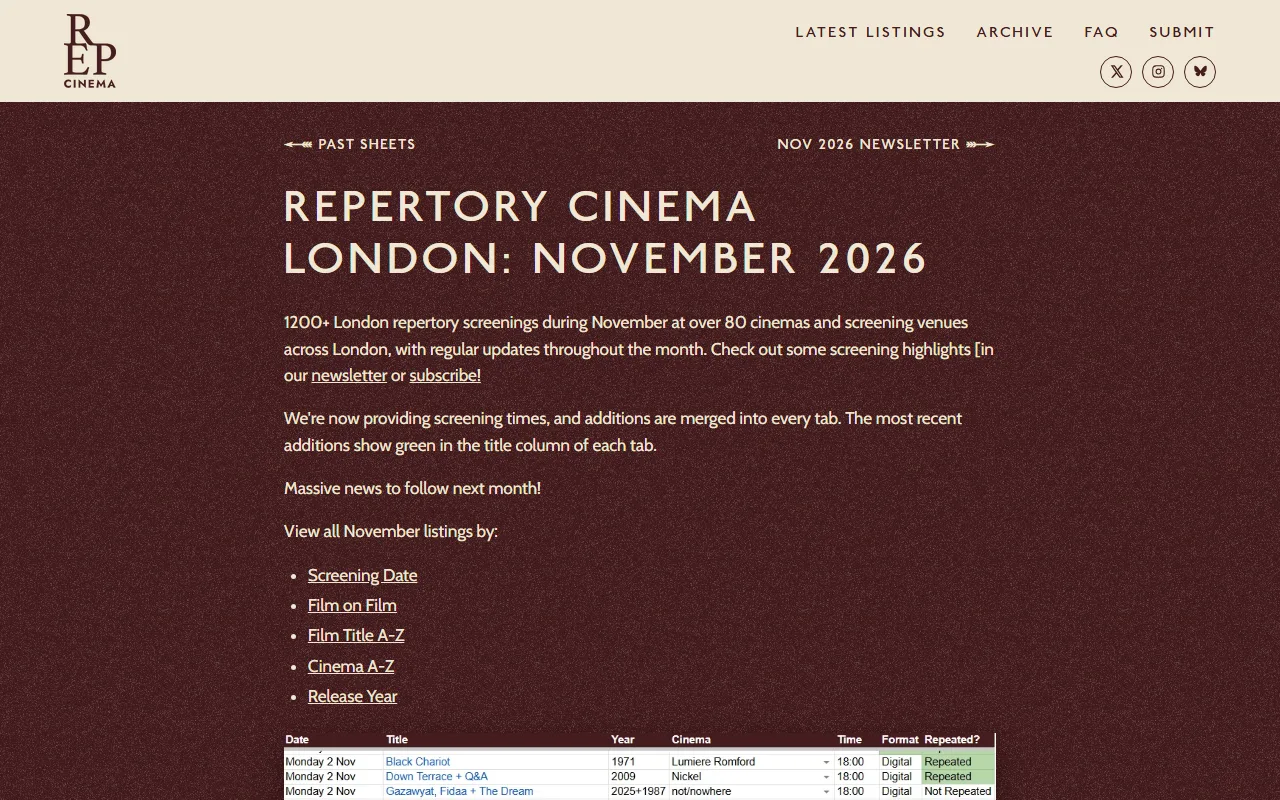 R
EP
CINEMA
LATEST LISTINGS ARCHIVE FAQ SUBMIT
PAST SHEETS NOV 2026 NEWSLETTER
REPERTORY CINEMA
LONDON: NOVEMBER 2026
1200+ London repertory screenings during November at over 80 cinemas and screening venues
across London, with regular updates throughout the month. Check out some screening highlights [in
our newsletter or subscribe!
We're now providing screening times, and additions are merged into every tab. The most recent
additions show green in the title column of each tab.
Massive news to follow next month!
View all November listings by:
• Screening Date
• Film on Film
• Film Title A-Z
• Cinema A-Z
• Release Year
Date Title Year Cinema Time Format Repeated?
Monday 2 Nov Black Chariot 1971 Lumiere Romford 18:00 Digital Repeated
Monday 2 Nov Down Terrace + Q&A 2009 Nickel 18:00 Digital Repeated
Monday 2 Nov Gazawyat, Fidaa + The Dream 2025+1987 not/nowhere 18:00 Digital Not Repeated